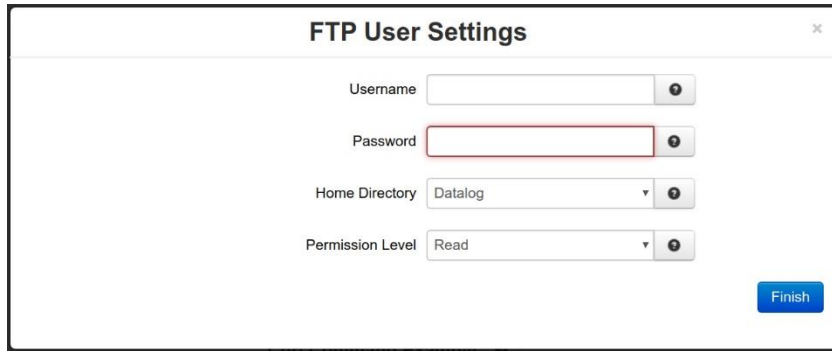 FTP User Settings
×
Username
Password
Home Directory Datalog
Permission Level Read
Finish